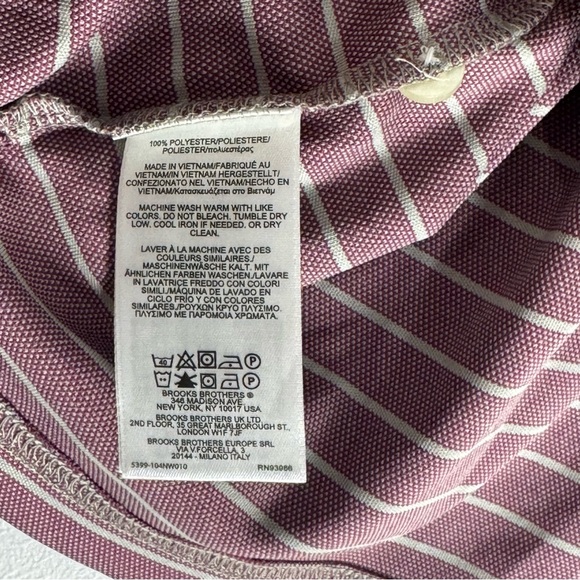 100% POLYESTER/POLIESTERE/
POLIÉSTER/πολυεστέρας
MADE IN VIETNAM/FABRIQUÉ AU
VIETNAM/IN VIETNAM HERGESTELLT/
CONFEZIONATO NEL VIETNAM/HECHO EN
VIETNAM/Κατασκευάζεται στο Βιετνάμ
MACHINE WASH WARM WITH LIKE
COLORS. DO NOT BLEACH. TUMBLE DRY
LOW. COOL IRON IF NEEDED. OR DRY
CLEAN.
LAVER À LA MACHINE AVEC DES
COULEURS SIMILAIRES./
MASCHINENWÄSCHE KALT. MIT
ÄHNLICHEN FARBEN WASCHEN/LAVARE
IN LAVATRICE FREDDO CON COLORI
SIMILI./MÁQUINA DE LAVADO EN
CICLO FRÍO Y CON COLORES
SIMILARES./ΡΟΥΧΩΝ ΚΡΥΟ ΠΛΥΣΙΜΟ.
ΠΛΥΣΙΜΟ ΜΕ ΠΑΡΟΜΟΙΑ ΧΡΩΜΑΤΑ.
40 P
P
BROOKS BROTHERS ®
346 MADISON AVE
NEW YORK, NY 10017 USA
BROOKS BROTHERS UK LTD
2ND FLOOR, 35 GREAT MARLBOROUGH ST.
LONDON W1F 7JF
BROOKS BROTHERS EUROPE SRL
VIA V.FORCELLA, 3
20144 - MILANO ITALY
5399-104NW010 RN93066